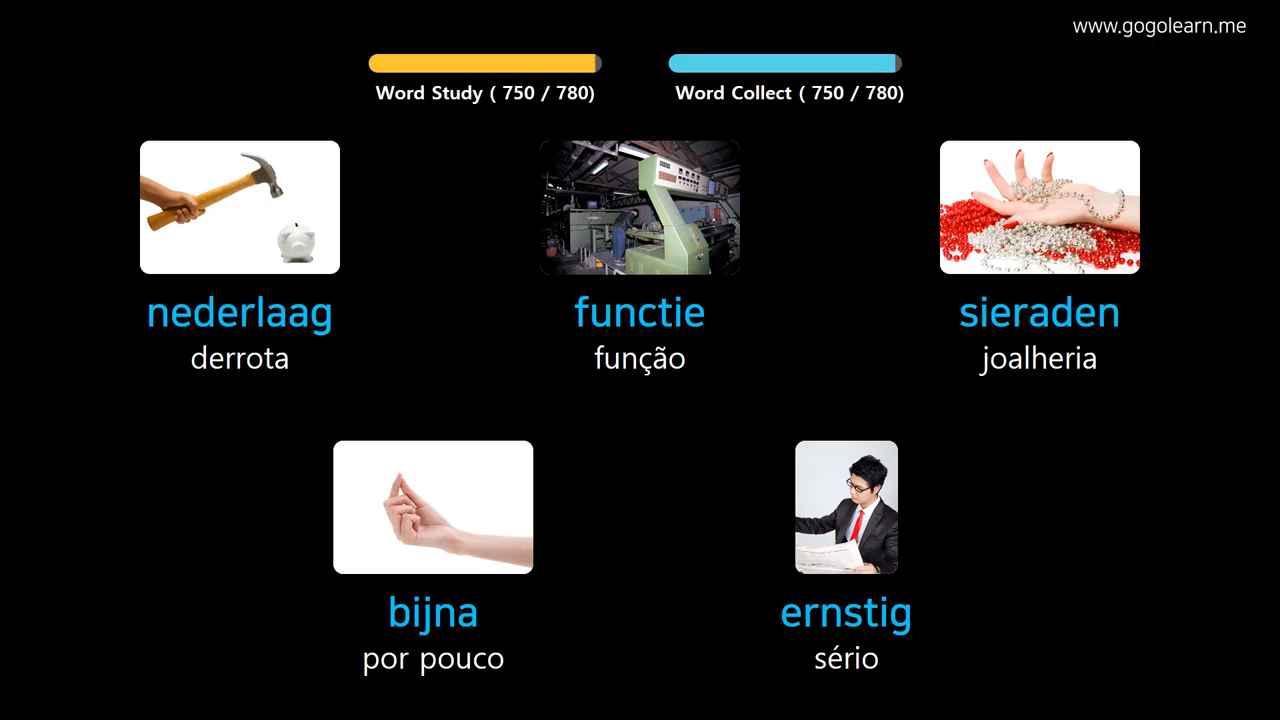 www.gogolearn.me
Word Study ( 750 / 780)
Word Collect ( 750 / 780)
nederlaag
derrota
functie
função
sieraden
joalheria
bijna
por pouco
ernstig
sério